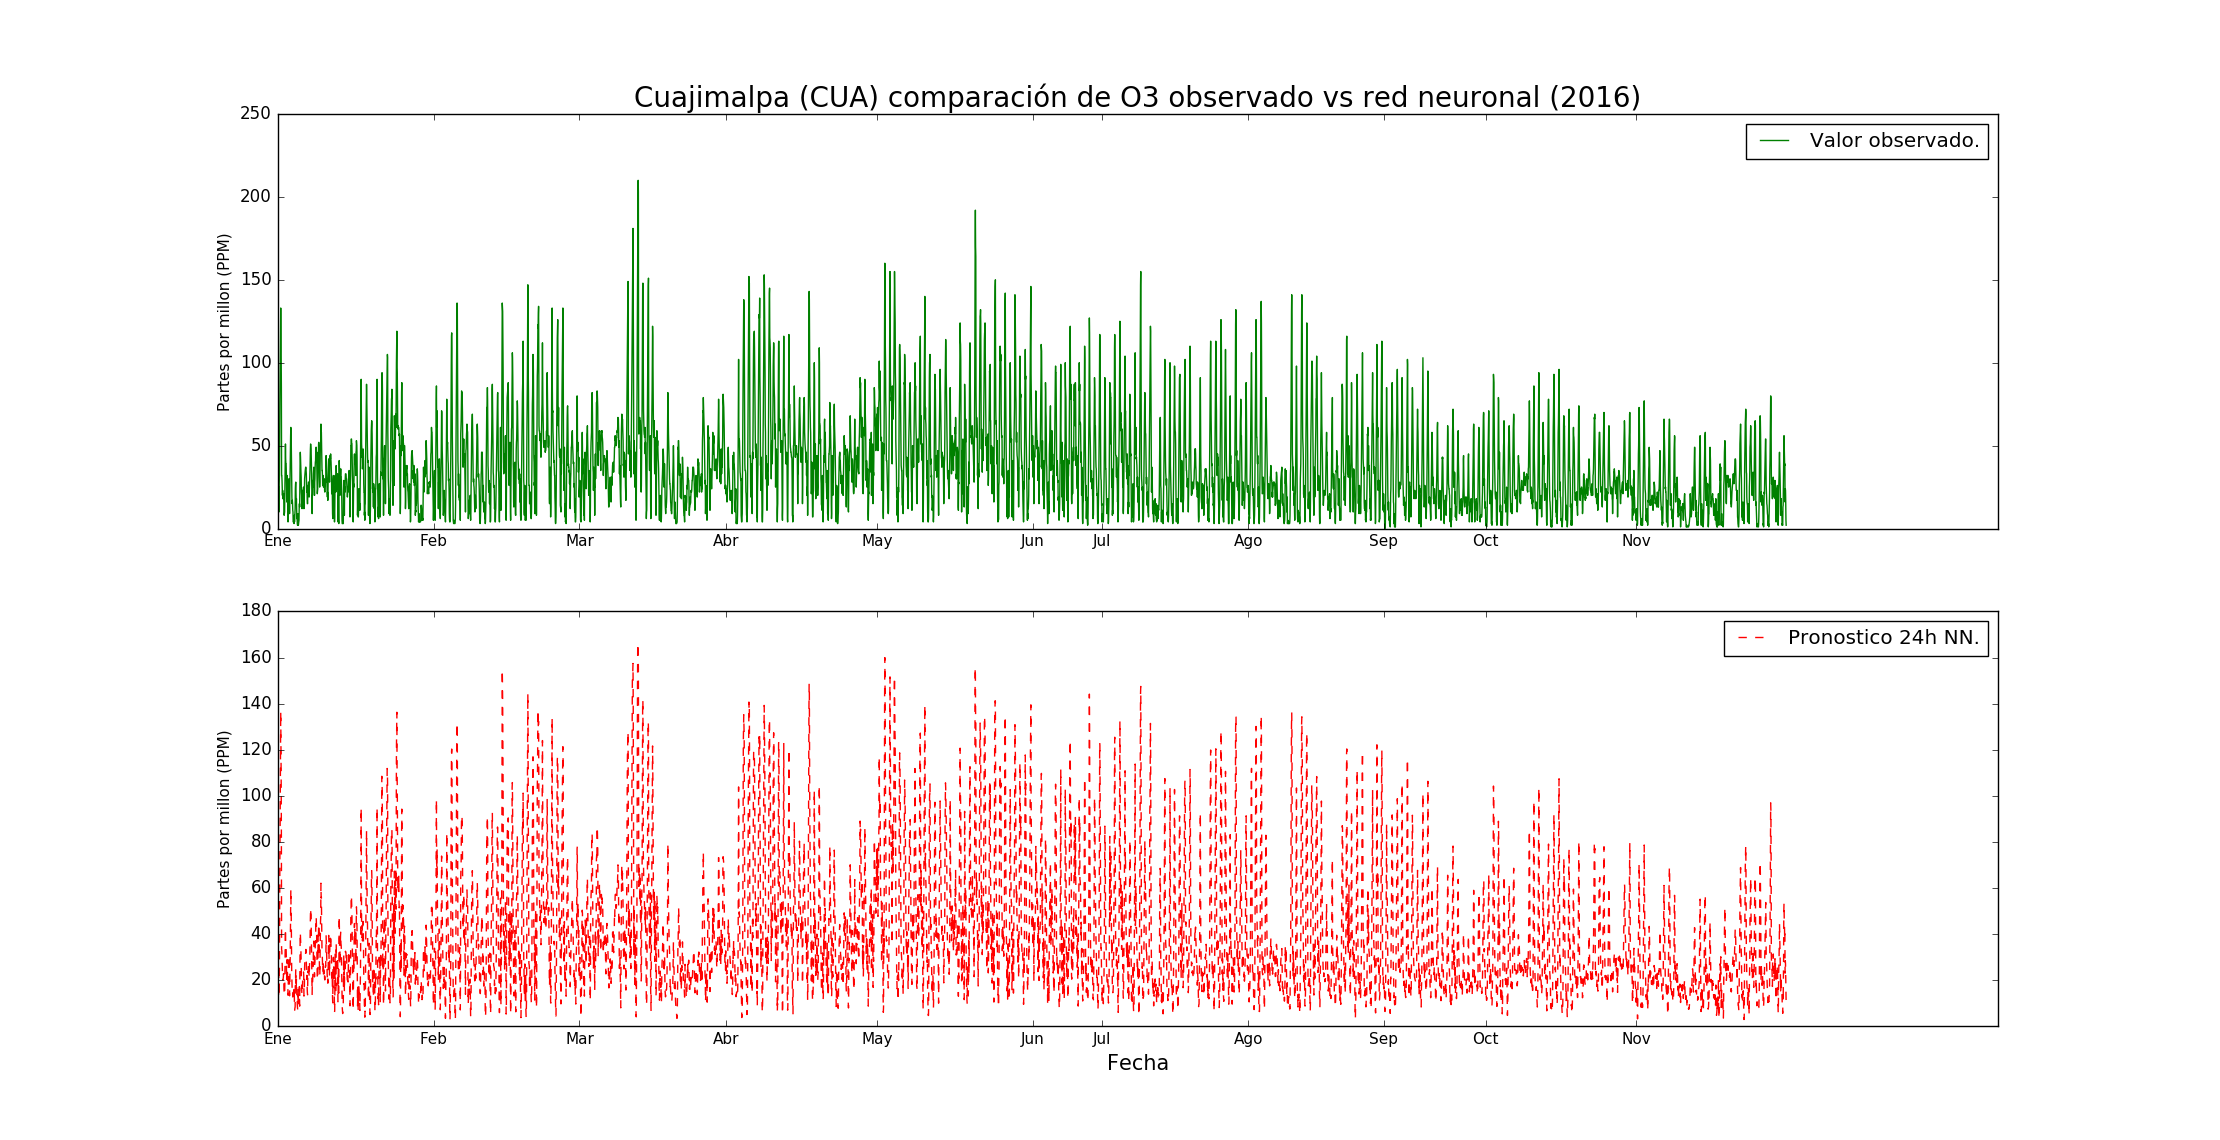 Cuajimalpa (CUA) comparación de O3 observado vs red neuronal (2016)
250
200
150
100
50
0
Partes por millon (PPM)
Valor observado.
Ene Feb Mar Abr May Jun Jul Ago Sep Oct Nov
180
160
140
120
100
80
60
40
20
0
Partes por millon (PPM)
Pronostico 24h NN.
Ene Feb Mar Abr May Jun Jul Ago Sep Oct Nov
Fecha